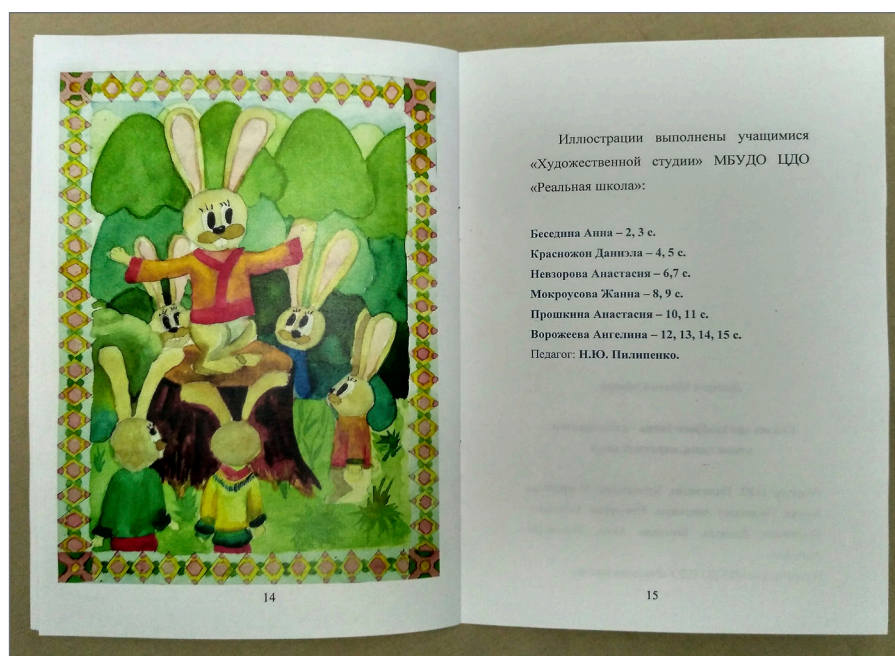 14
Иллюстрации выполнены учащимися
«Художественной студии» МБУДО ЦДО
«Реальная школа»:
Беседина Анна – 2, 3 с.
Красножон Даниэла – 4, 5 с.
Невзорова Анастасия – 6,7 с.
Мокроусова Жанна – 8, 9 с.
Прошкина Анастасия – 10, 11 с.
Ворожеева Ангелина – 12, 13, 14, 15 с.
Педагог: Н.Ю. Пилипенко.
15